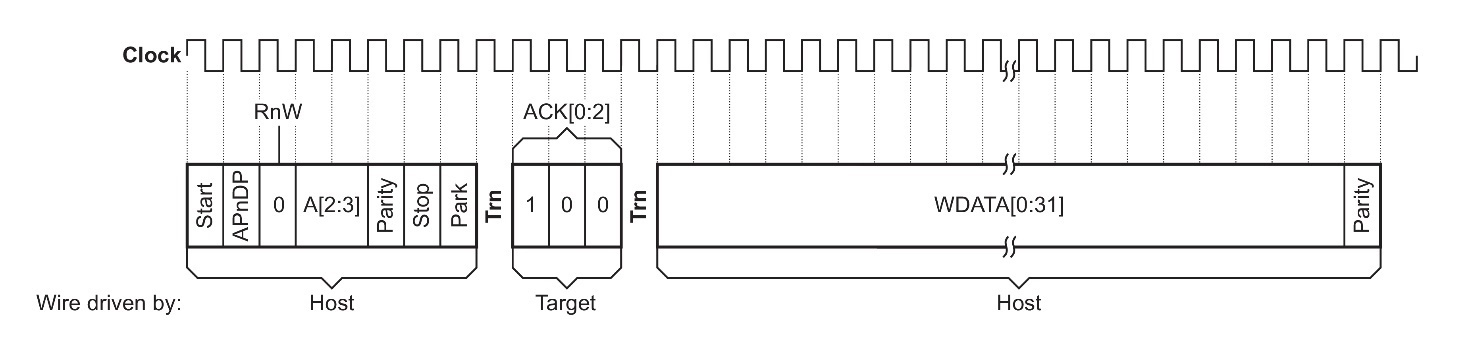 Clock
RnW
ACK[0:2]
Start
APnDP
0
A[2:3]
Parity
Stop
Park
Trn
1
0
0
Trn
WDATA[0:31]
Parity
Wire driven by:
Host
Target
Host